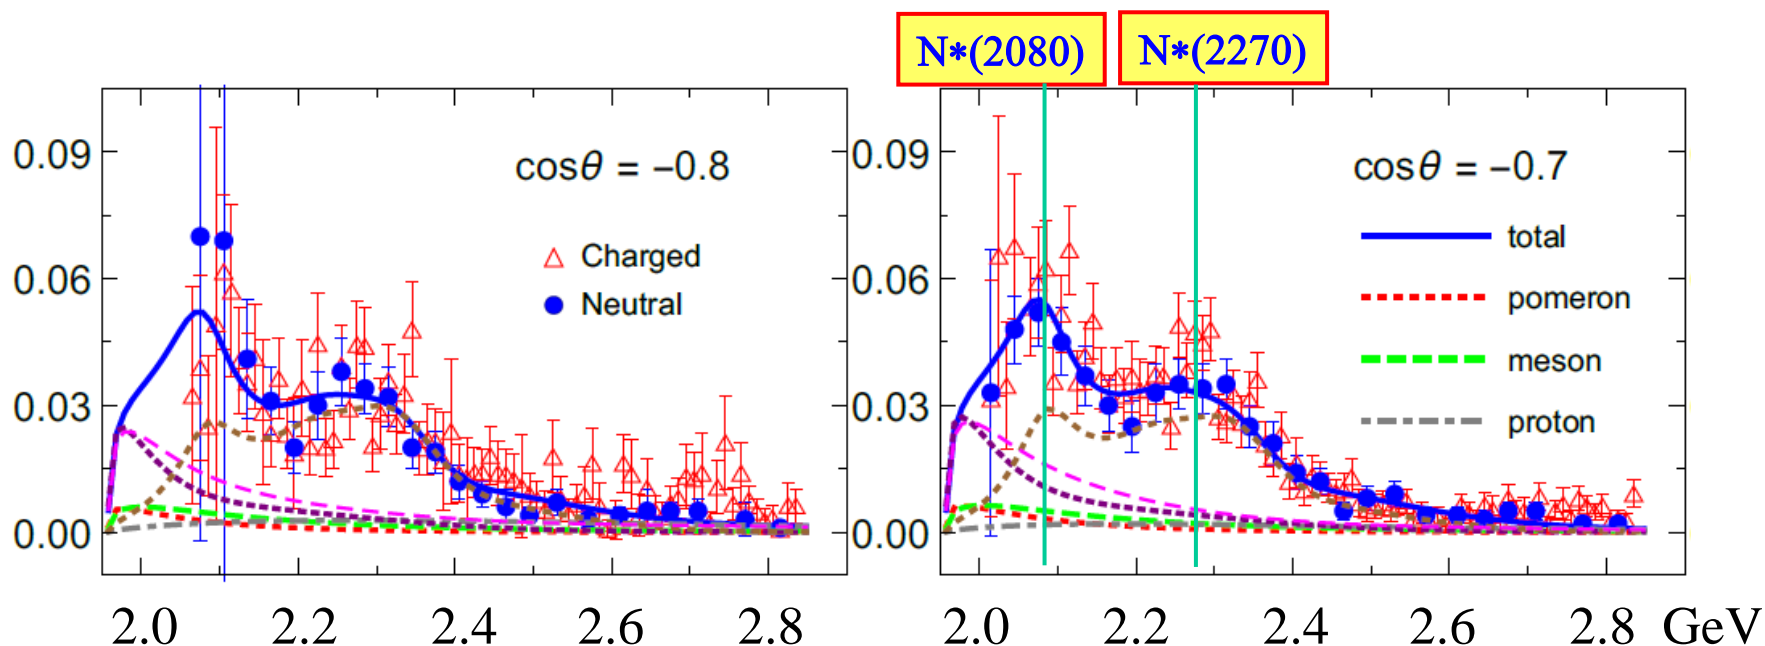 N*(2080)
N*(2270)
0.09
0.06
0.03
0.00
cosθ = −0.8
Charged
Neutral
2.0 2.2 2.4 2.6 2.8
0.09
0.06
0.03
0.00
cosθ = −0.7
total
pomeron
meson
proton
2.0 2.2 2.4 2.6 2.8 GeV